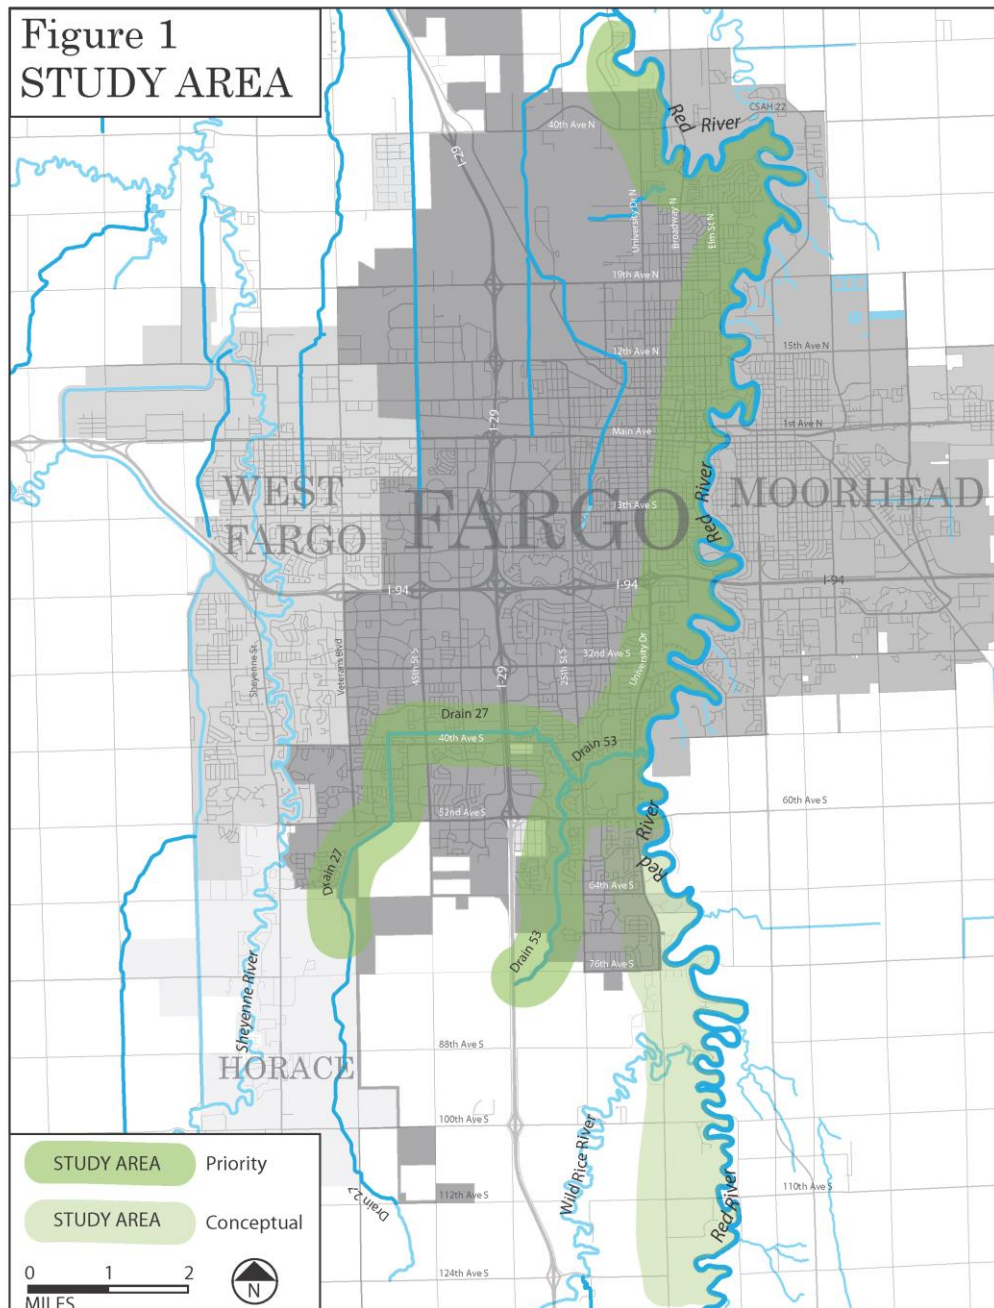 Figure 1
STUDY AREA
CSAH 22
Red River
40th Ave N
I-29
University Dr N
Broadway N
Elm St N
19th Ave N
12th Ave N
15th Ave N
I-29
Main Ave
1st Ave N
WEST
FARGO
FARGO
Red River
MOORHEAD
13th Ave S
I-94
I-94
I-94
Sheyenne St
Veterans Blvd
45th St S
I-29
25th St S
32nd Ave S
University Dr
Drain 27
40th Ave S
Drain 53
52nd Ave S
60th Ave S
Red River
Drain 27
64th Ave S
Drain 53
76th Ave S
Sheyenne River
88th Ave S
HORACE
100th Ave S
Wild Rice River
STUDY AREA Priority
Drain 27
112th Ave S
110th Ave S
Red River
STUDY AREA Conceptual
0 1 2
MILES
N
124th Ave S